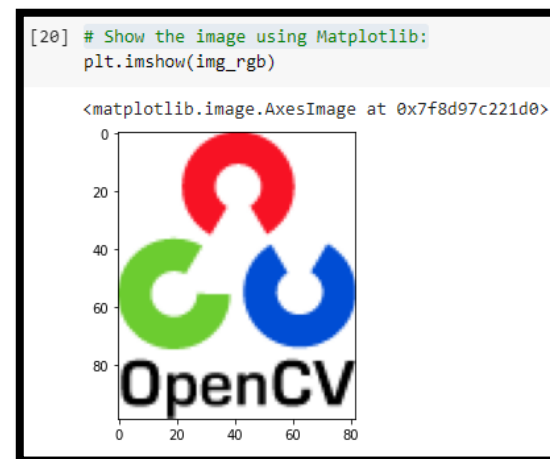 [20] # Show the image using Matplotlib:
plt.imshow(img_rgb)
<matplotlib.image.AxesImage at 0x7f8d97c221d0>
0
20
40
60
80
OpenCV
0 20 40 60 80